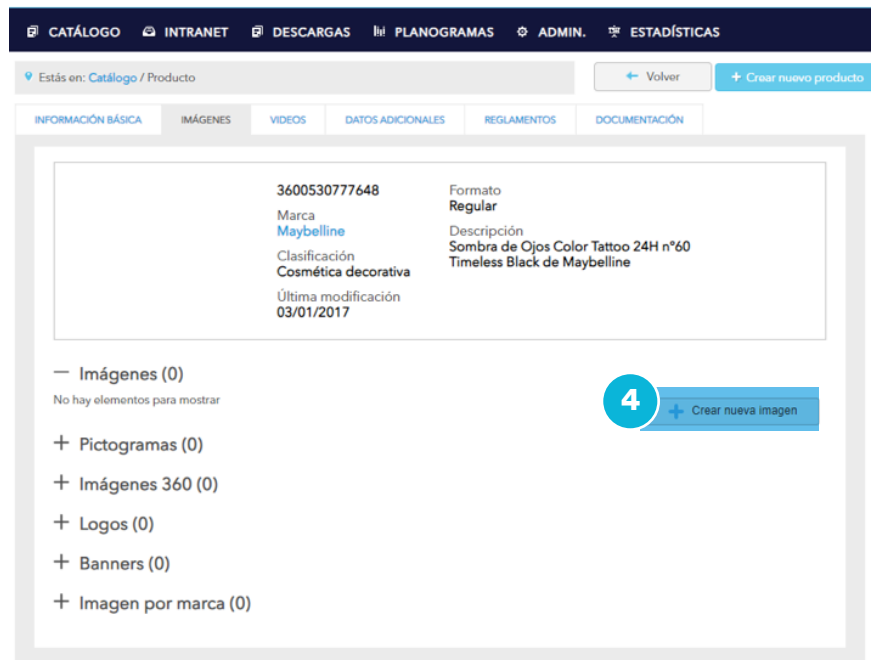 CATÁLOGO INTRANET DESCARGAS PLANOGRAMAS ADMIN. ESTADÍSTICAS
Estás en: Catálogo / Producto
Volver
+ Crear nuevo producto
INFORMACIÓN BÁSICA IMÁGENES VIDEOS DATOS ADICIONALES REGLAMENTOS DOCUMENTACIÓN
3600530777648
Marca
Maybelline
Clasificación
Cosmética decorativa
Última modificación
03/01/2017
Formato
Regular
Descripción
Sombra de Ojos Color Tattoo 24H nº60
Timeless Black de Maybelline
— Imágenes (0)
No hay elementos para mostrar
4
+ Crear nueva imagen
+ Pictogramas (0)
+ Imágenes 360 (0)
+ Logos (0)
+ Banners (0)
+ Imagen por marca (0)